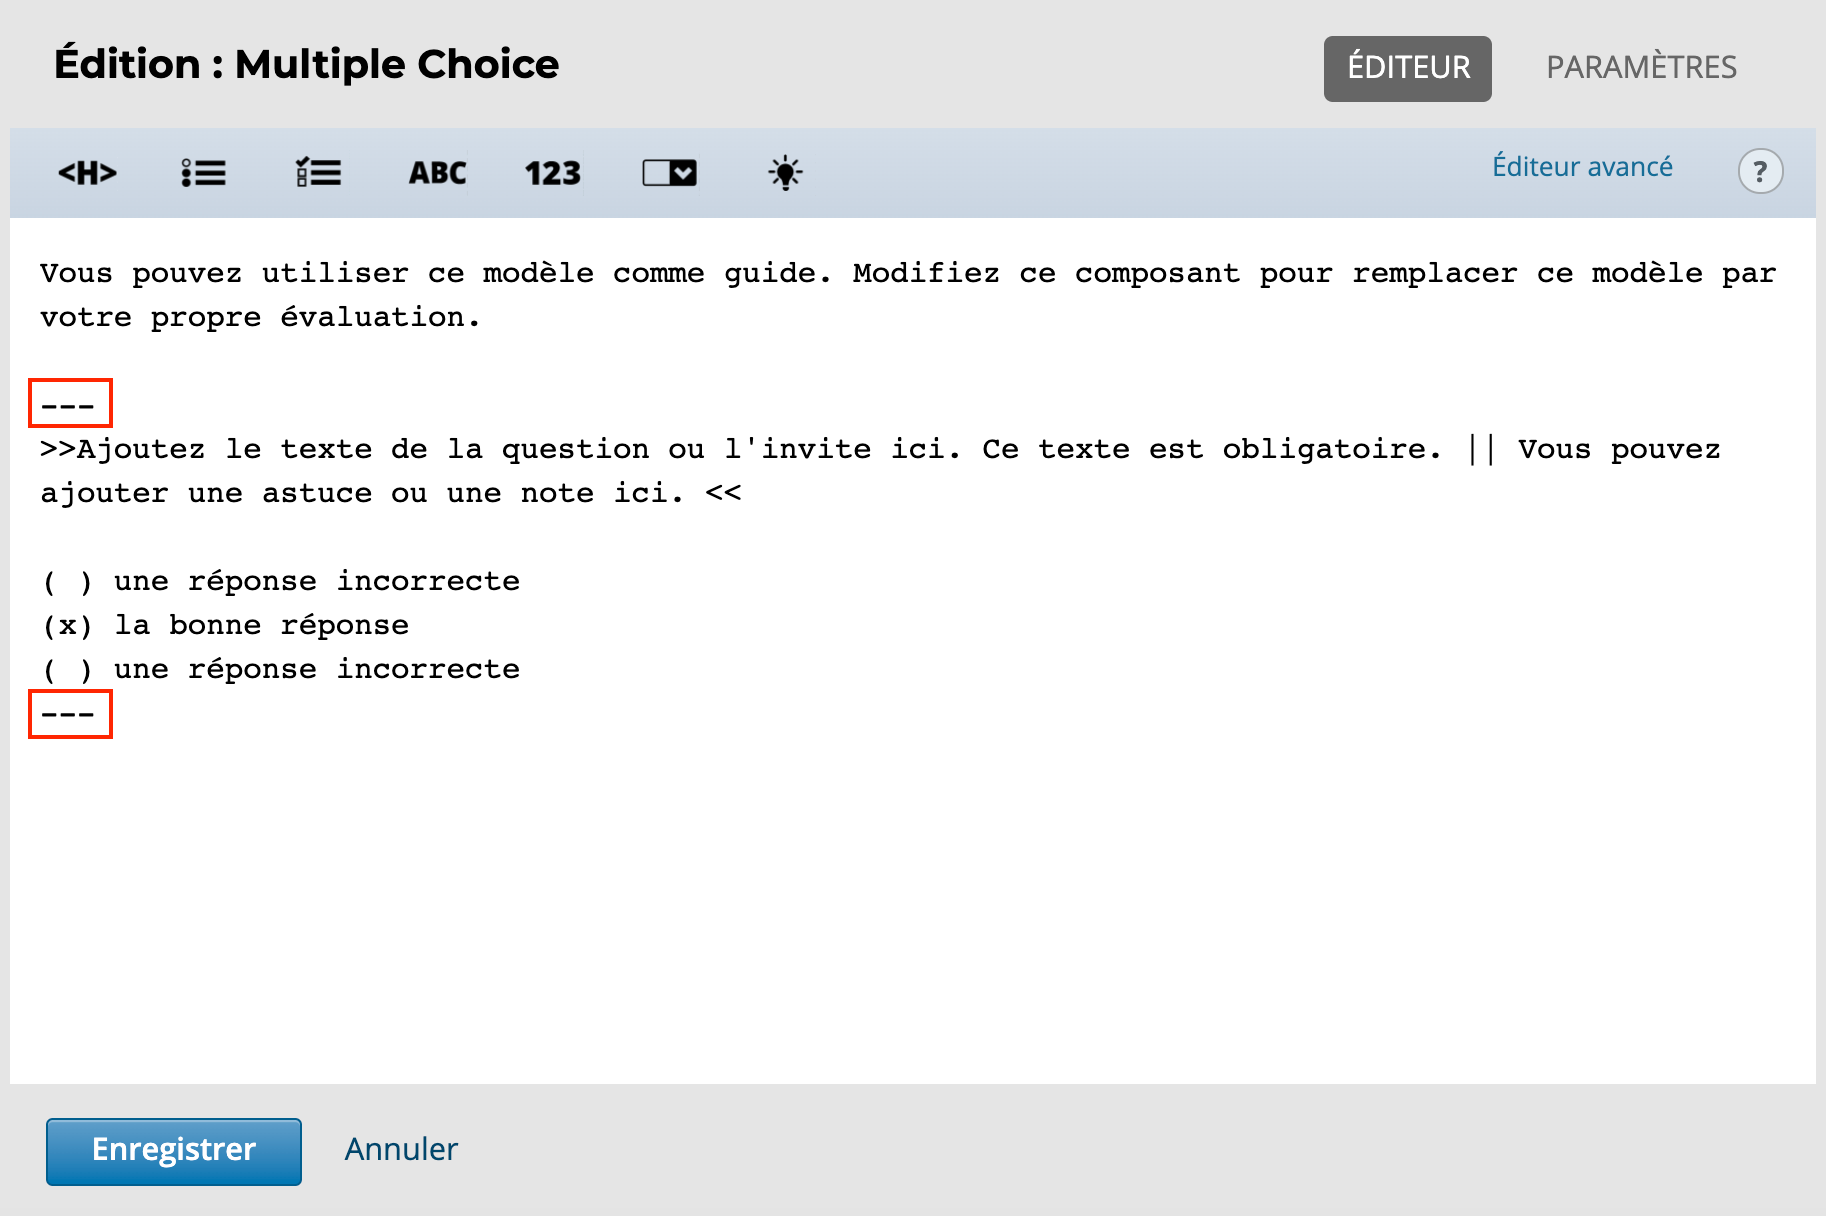 Édition : Multiple Choice
ÉDITEUR
PARAMÈTRES
<H>
ABC
123
Éditeur avancé
?
Vous pouvez utiliser ce modèle comme guide. Modifiez ce composant pour remplacer ce modèle par
votre propre évaluation.
---
>>Ajoutez le texte de la question ou l'invite ici. Ce texte est obligatoire. || Vous pouvez
ajouter une astuce ou une note ici. <<
( ) une réponse incorrecte
(x) la bonne réponse
( ) une réponse incorrecte
---
Enregistrer
Annuler